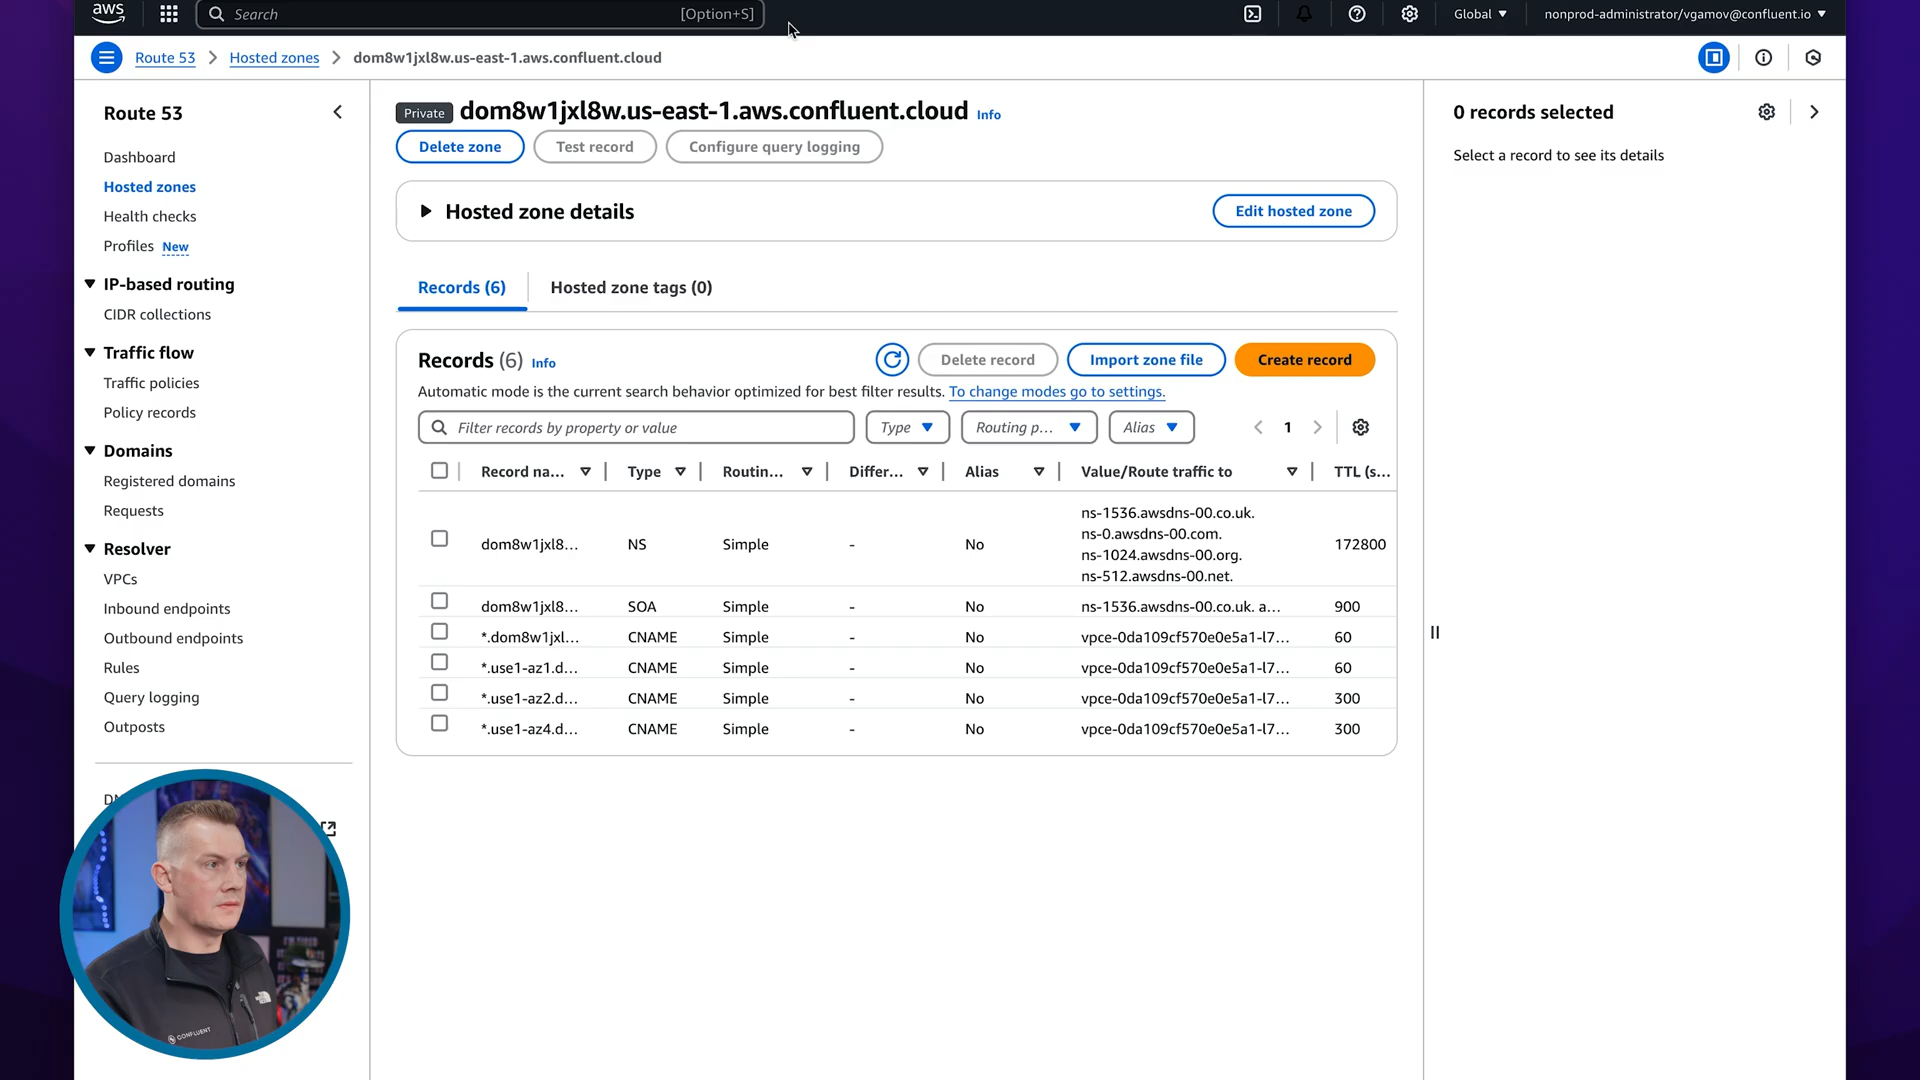 aws
Search
[Option+S]
Global
nonprod-administrator/vgamov@confluent.io
Route 53
Hosted zones
dom8w1jxl8w.us-east-1.aws.confluent.cloud
Route 53
Dashboard
Hosted zones
Health checks
Profiles New
IP-based routing
CIDR collections
Traffic flow
Traffic policies
Policy records
Domains
Registered domains
Requests
Resolver
VPCs
Inbound endpoints
Outbound endpoints
Rules
Query logging
Outposts
Private dom8w1jxl8w.us-east-1.aws.confluent.cloud Info
Delete zone Test record Configure query logging
Hosted zone details Edit hosted zone
Records (6) Hosted zone tags (0)
Records (6) Info
Delete record Import zone file Create record
Automatic mode is the current search behavior optimized for best filter results. To change modes go to settings.
Filter records by property or value Type Routing p... Alias 1
Record na... Type Routin... Differ... Alias Value/Route traffic to TTL (s...
dom8w1jxl8... NS Simple - No
ns-1536.awsdns-00.co.uk.
ns-0.awsdns-00.com.
ns-1024.awsdns-00.org.
ns-512.awsdns-00.net.
172800
dom8w1jxl8... SOA Simple - No ns-1536.awsdns-00.co.uk. a... 900
*.dom8w1jxl... CNAME Simple - No vpce-0da109cf570e0e5a1-l7... 60
*.use1-az1.d... CNAME Simple - No vpce-0da109cf570e0e5a1-l7... 60
*.use1-az2.d... CNAME Simple - No vpce-0da109cf570e0e5a1-l7... 300
*.use1-az4.d... CNAME Simple - No vpce-0da109cf570e0e5a1-l7... 300
0 records selected
Select a record to see its details
CONFLUENT